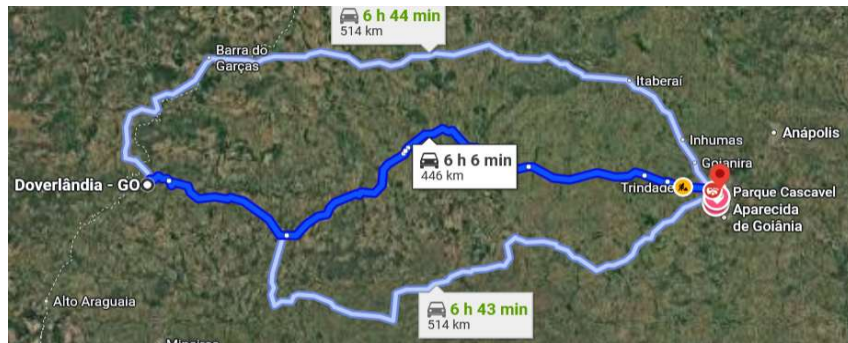 6 h 44 min
514 km
Barra do
Garças
Itaberaí
Inhumas
Anápolis
Goianira
6 h 6 min
446 km
Doverlândia - GO
Trindade
Parque Cascavel
Aparecida
de Goiânia
Alto Araguaia
6 h 43 min
514 km